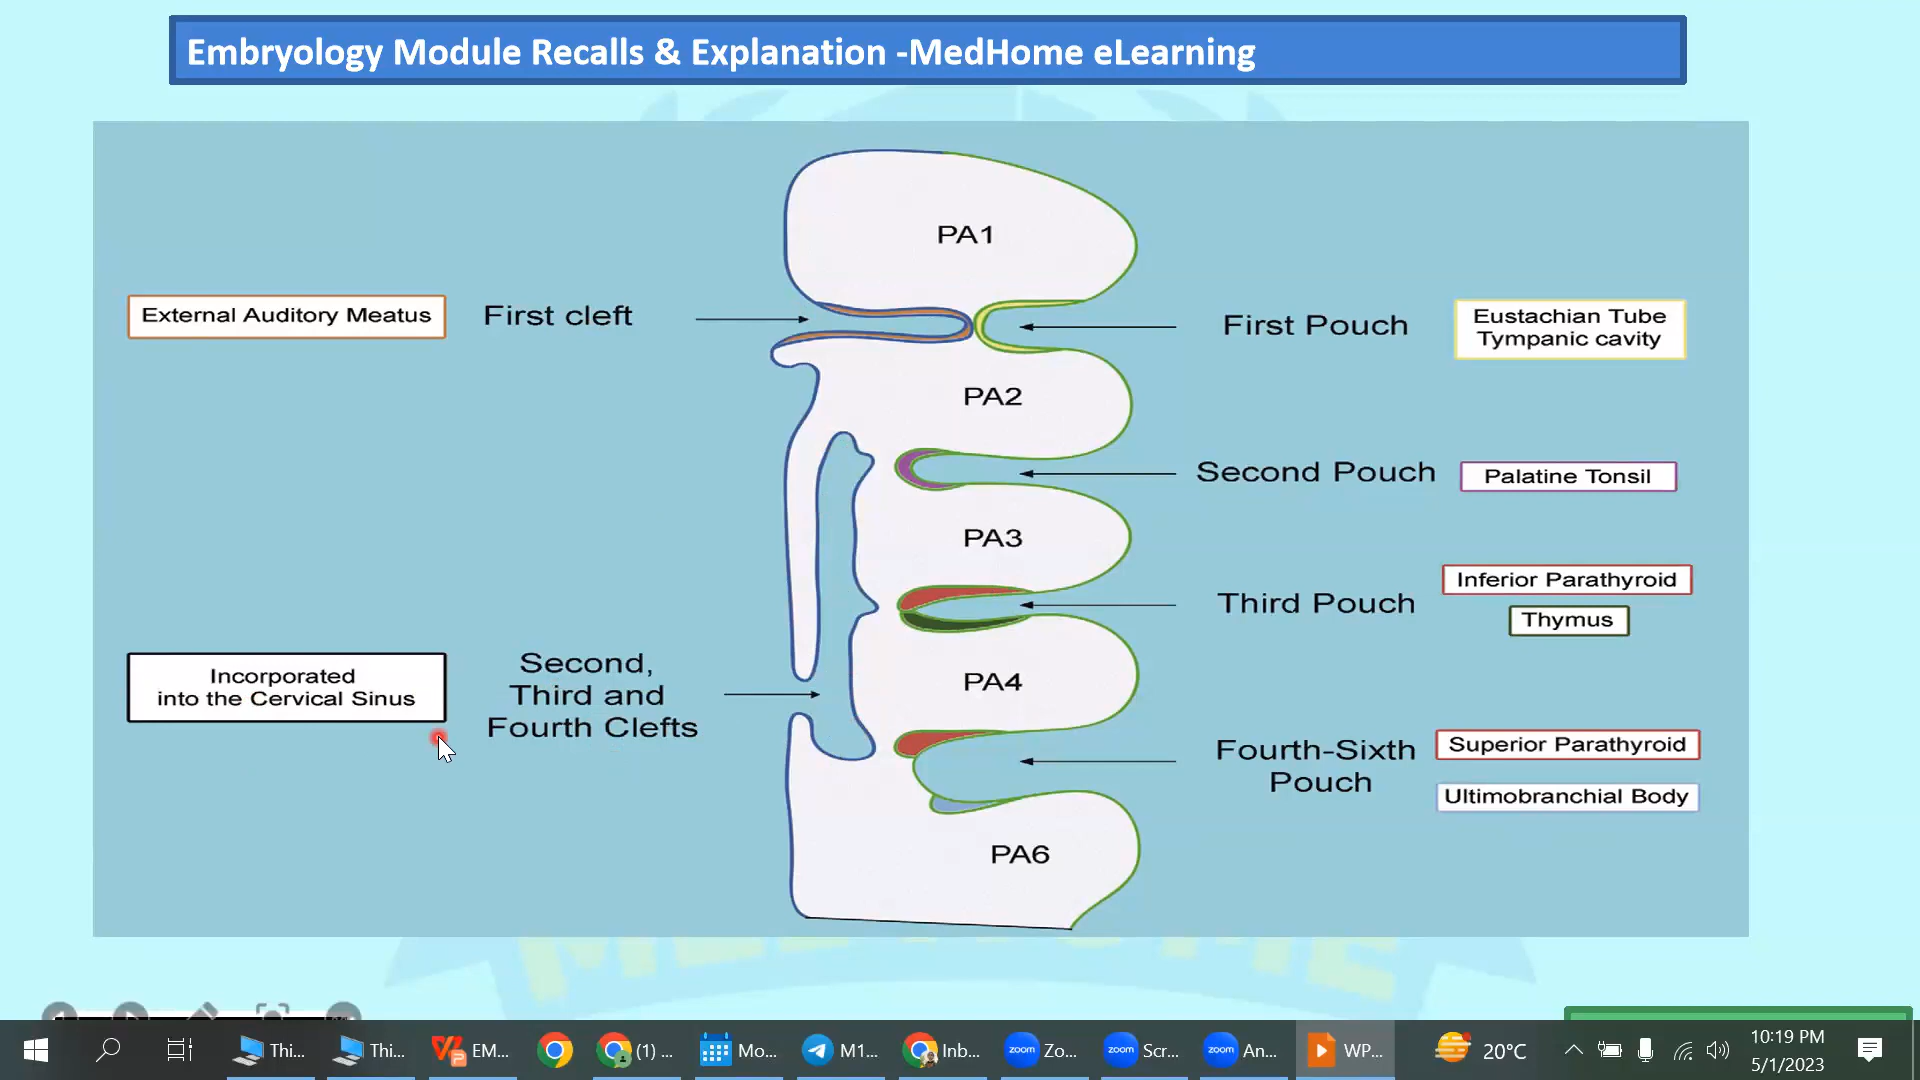 Embryology Module Recalls & Explanation -MedHome eLearning
PA1
External Auditory Meatus
First cleft
First Pouch
Eustachian Tube
Tympanic cavity
PA2
Second Pouch
Palatine Tonsil
PA3
Third Pouch
Inferior Parathyroid
Thymus
Incorporated
into the Cervical Sinus
Second,
Third and
Fourth Clefts
PA4
Fourth-Sixth
Pouch
Superior Parathyroid
Ultimobranchial Body
PA6
Thi...
Thi...
EM...
(1) ...
Mo...
M1...
Inb...
zoom
Zo...
zoom
Scr...
zoom
An...
WP...
20°C
10:19 PM
5/1/2023